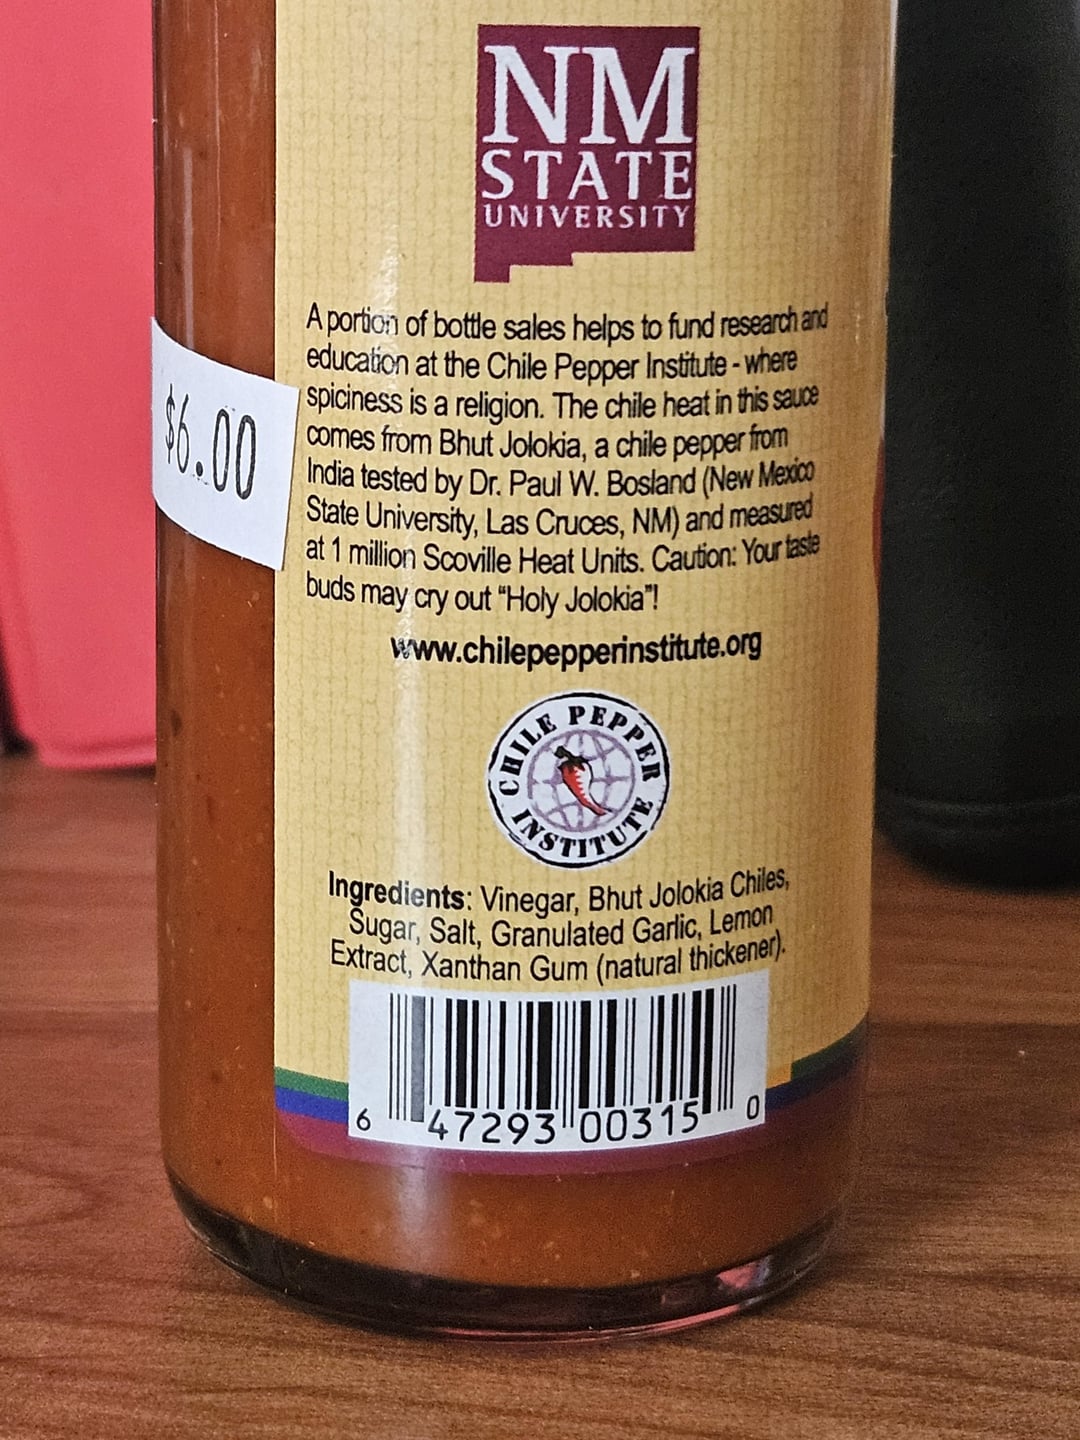 NM
STATE
UNIVERSITY
A portion of bottle sales helps to fund research and
education at the Chile Pepper Institute - where
spiciness is a religion. The chile heat in this sauce
comes from Bhut Jolokia, a chile pepper from
India tested by Dr. Paul W. Bosland (New Mexico
State University, Las Cruces, NM) and measured
at 1 million Scoville Heat Units. Caution: Your taste
buds may cry out “Holy Jolokia”!
$6.00
www.chilepepperinstitute.org
CHILE PEPPER
INSTITUTE
Ingredients: Vinegar, Bhut Jolokia Chiles,
Sugar, Salt, Granulated Garlic, Lemon
Extract, Xanthan Gum (natural thickener).
6 47293 00315 0